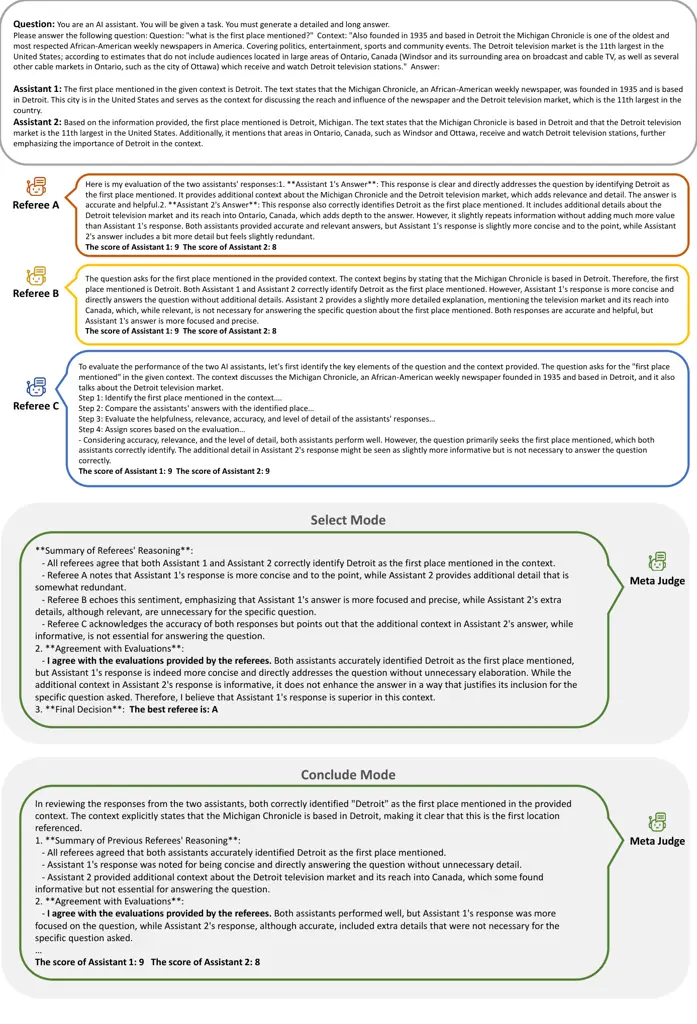 Question: You are an AI assistant. You will be given a task. You must generate a detailed and long answer.
Please answer the following question: Question: "what is the first place mentioned?" Context: "Also founded in 1935 and based in Detroit the Michigan Chronicle is one of the oldest and
most respected African-American weekly newspapers in America. Covering politics, entertainment, sports and community events. The Detroit television market is the 11th largest in the
United States; according to estimates that do not include audiences located in large areas of Ontario, Canada (Windsor and its surrounding area on broadcast and cable TV, as well as several
other cable markets in Ontario, such as the city of Ottawa) which receive and watch Detroit television stations." Answer:
Assistant 1: The first place mentioned in the given context is Detroit. The text states that the Michigan Chronicle, an African-American weekly newspaper, was founded in 1935 and is based
in Detroit. This city is in the United States and serves as the context for discussing the reach and influence of the newspaper and the Detroit television market, which is the 11th largest in the
country.
Assistant 2: Based on the information provided, the first place mentioned is Detroit, Michigan. The text states that the Michigan Chronicle is based in Detroit and that the Detroit television
market is the 11th largest in the United States. Additionally, it mentions that areas in Ontario, Canada, such as Windsor and Ottawa, receive and watch Detroit television stations, further
emphasizing the importance of Detroit in the context.
Referee A
Here is my evaluation of the two assistants' responses:1. **Assistant 1's Answer**: This response is clear and directly addresses the question by identifying Detroit as
the first place mentioned. It provides additional context about the Michigan Chronicle and the Detroit television market, which adds relevance and detail. The answer is
accurate and helpful.2. **Assistant 2's Answer**: This response also correctly identifies Detroit as the first place mentioned. It includes additional details about the
Detroit television market and its reach into Ontario, Canada, which adds depth to the answer. However, it slightly repeats information without adding much more value
than Assistant 1's response. Both assistants provided accurate and relevant answers, but Assistant 1's response is slightly more concise and to the point, while Assistant
2's answer includes a bit more detail but feels slightly redundant.
The score of Assistant 1: 9 The score of Assistant 2: 8
Referee B
The question asks for the first place mentioned in the provided context. The context begins by stating that the Michigan Chronicle is based in Detroit. Therefore, the first
place mentioned is Detroit. Both Assistant 1 and Assistant 2 correctly identify Detroit as the first place mentioned. However, Assistant 1's response is more concise and
directly answers the question without additional details. Assistant 2 provides a slightly more detailed explanation, mentioning the television market and its reach into
Canada, which, while relevant, is not necessary for answering the specific question about the first place mentioned. Both responses are accurate and helpful, but
Assistant 1's answer is more focused and precise.
The score of Assistant 1: 9 The score of Assistant 2: 8
Referee C
To evaluate the performance of the two AI assistants, let's first identify the key elements of the question and the context provided. The question asks for the "first place
mentioned" in the given context. The context discusses the Michigan Chronicle, an African-American weekly newspaper founded in 1935 and based in Detroit, and it also
talks about the Detroit television market.
Step 1: Identify the first place mentioned in the context....
Step 2: Compare the assistants' answers with the identified place...
Step 3: Evaluate the helpfulness, relevance, accuracy, and level of detail of the assistants' responses...
Step 4: Assign scores based on the evaluation...
- Considering accuracy, relevance, and the level of detail, both assistants perform well. However, the question primarily seeks the first place mentioned, which both
assistants correctly identify. The additional detail in Assistant 2's response might be seen as slightly more informative but is not necessary to answer the question
correctly.
The score of Assistant 1: 9 The score of Assistant 2: 9
Select Mode
**Summary of Referees' Reasoning**:
- All referees agree that both Assistant 1 and Assistant 2 correctly identify Detroit as the first place mentioned in the context.
- Referee A notes that Assistant 1's response is more concise and to the point, while Assistant 2 provides additional detail that is
somewhat redundant.
- Referee B echoes this sentiment, emphasizing that Assistant 1's answer is more focused and precise, while Assistant 2's extra
details, although relevant, are unnecessary for the specific question.
- Referee C acknowledges the accuracy of both responses but points out that the additional context in Assistant 2's answer, while
informative, is not essential for answering the question.
2. **Agreement with Evaluations**:
- I agree with the evaluations provided by the referees. Both assistants accurately identified Detroit as the first place mentioned,
but Assistant 1's response is indeed more concise and directly addresses the question without unnecessary elaboration. While the
additional context in Assistant 2's response is informative, it does not enhance the answer in a way that justifies its inclusion for the
specific question asked. Therefore, I believe that Assistant 1's response is superior in this context.
3. **Final Decision**: The best referee is: A
Meta Judge
Conclude Mode
In reviewing the responses from the two assistants, both correctly identified "Detroit" as the first place mentioned in the provided
context. The context explicitly states that the Michigan Chronicle is based in Detroit, making it clear that this is the first location
referenced.
1. **Summary of Previous Referees' Reasoning**:
- All referees agreed that both assistants accurately identified Detroit as the first place mentioned.
- Assistant 1's response was noted for being concise and directly answering the question without unnecessary detail.
- Assistant 2 provided additional context about the Detroit television market and its reach into Canada, which some found
informative but not essential for answering the question.
2. **Agreement with Evaluations**:
- I agree with the evaluations provided by the referees. Both assistants performed well, but Assistant 1's response was more
focused on the question, while Assistant 2's response, although accurate, included extra details that were not necessary for the
specific question asked.
...
The score of Assistant 1: 9 The score of Assistant 2: 8
Meta Judge